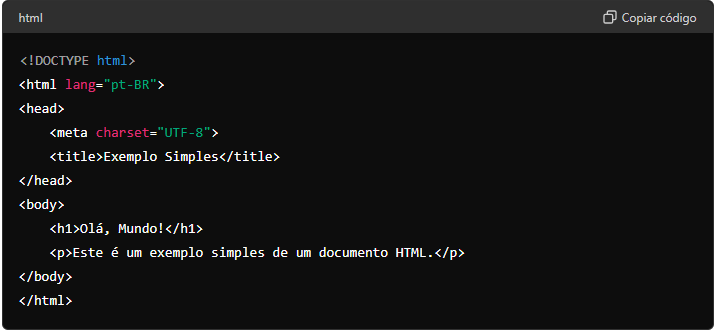 html
Copiar código
<!DOCTYPE html>
<html lang="pt-BR">
<head>
    <meta charset="UTF-8">
    <title>Exemplo Simples</title>
</head>
<body>
    <h1>Olá, Mundo!</h1>
    <p>Este é um exemplo simples de um documento HTML.</p>
</body>
</html>